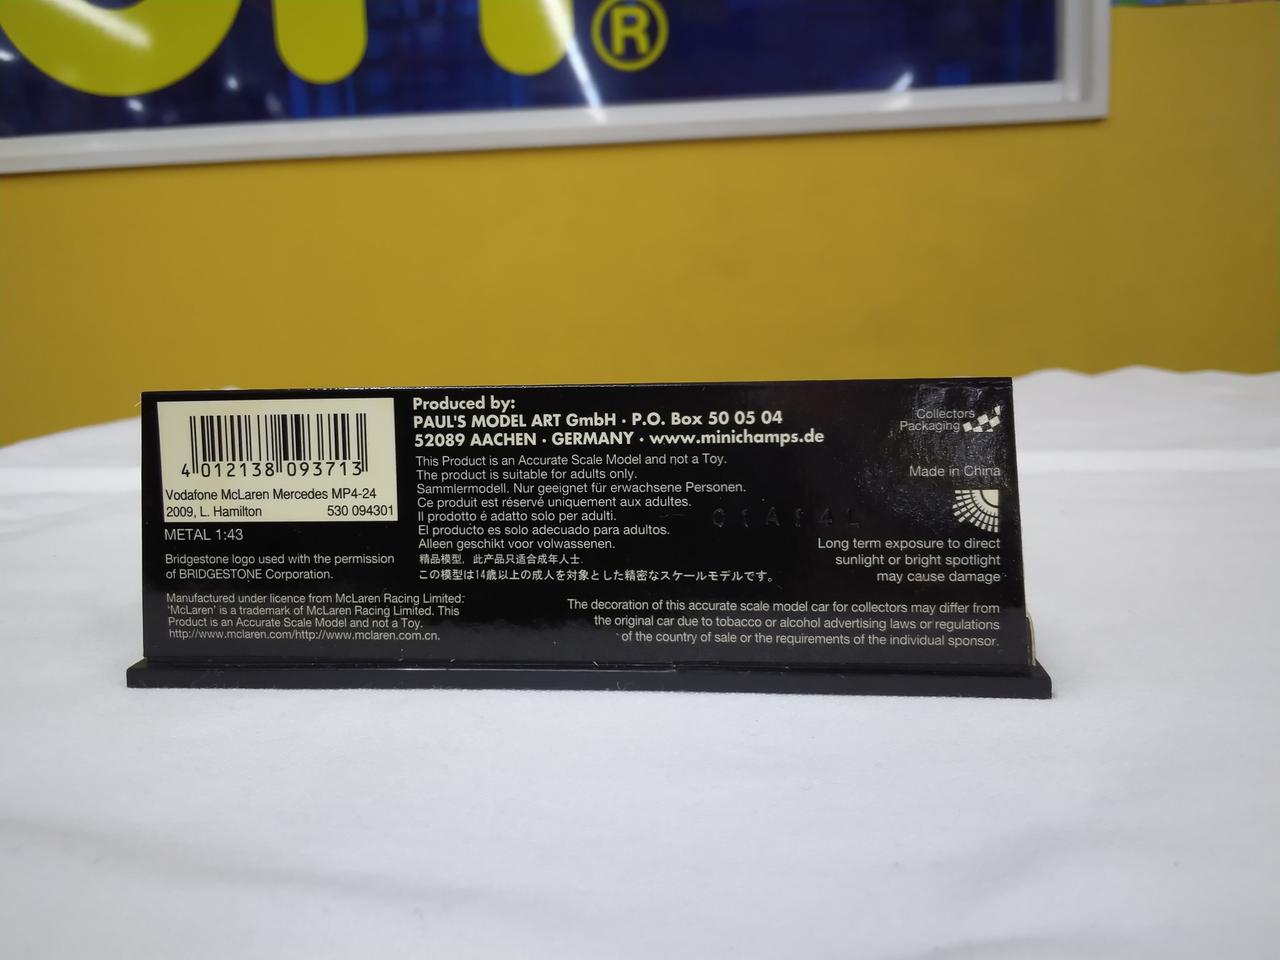 ®
4 012138 093713
Vodafone McLaren Mercedes MP4-24
2009, L. Hamilton 530 094301
METAL 1:43
Bridgestone logo used with the permission
of BRIDGESTONE Corporation.
Manufactured under licence from McLaren Racing Limited.
'McLaren' is a trademark of McLaren Racing Limited. This
Product is an Accurate Scale Model and not a Toy.
http://www.mclaren.com/http://www.mclaren.com.cn.
Produced by:
PAUL'S MODEL ART GmbH · P.O. Box 50 05 04
52089 AACHEN · GERMANY · www.minichamps.de
This Product is an Accurate Scale Model and not a Toy.
The product is suitable for adults only.
Sammlermodell. Nur geeignet für erwachsene Personen.
Ce produit est réservé uniquement aux adultes.
Il prodotto é adatto solo per adulti.
El producto es solo adecuado para adultos.
Alleen geschikt voor volwassenen.
精品模型，此产品只适合成年人士.
この模型は14歳以上の成人を対象とした精密なスケールモデルです。
Collectors
Packaging
Made in China
Long term exposure to direct
sunlight or bright spotlight
may cause damage
The decoration of this accurate scale model car for collectors may differ from
the original car due to tobacco or alcohol advertising laws or regulations
of the country of sale or the requirements of the individual sponsor.